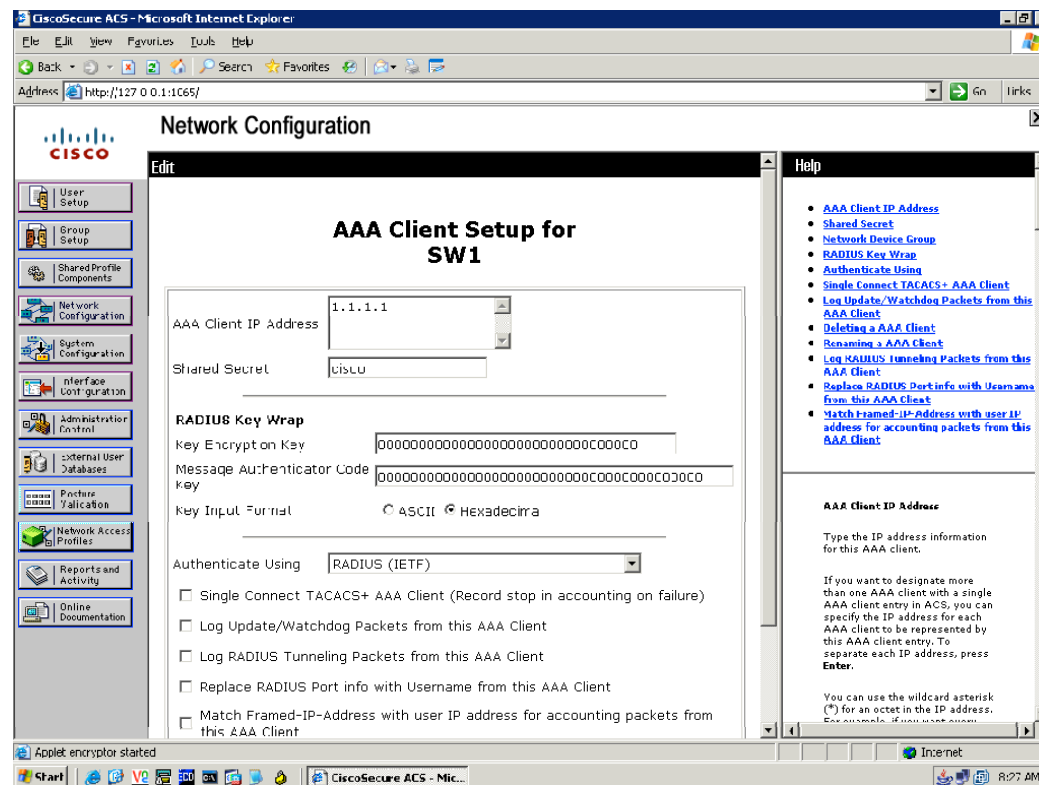 CiscoSecure ACS - Microsoft Internet Explorer
File Edit View Favorites Tools Help
Back Search Favorites
Address http://127.0.0.1:1065/ Go Links
CISCO
Network Configuration
User
Setup
Group
Setup
Shared Profile
Components
Network
Configuration
System
Configuration
Interface
Configuration
Administration
Control
External User
Databases
Posture
Validation
Network Access
Profiles
Reports and
Activity
Online
Documentation
Edit
AAA Client Setup for
SW1
AAA Client IP Address 1.1.1.1
Shared Secret cisco
RADIUS Key Wrap
Key Encryption Key
Message Authenticator Code
Key
Key Input Format ASCII Hexadecimal
Authenticate Using RADIUS (IETF)
Single Connect TACACS+ AAA Client (Record stop in accounting on failure)
Log Update/Watchdog Packets from this AAA Client
Log RADIUS Tunneling Packets from this AAA Client
Replace RADIUS Port info with Username from this AAA Client
Match Framed-IP-Address with user IP address for accounting packets from
this AAA Client
Help
AAA Client IP Address
Shared Secret
Network Device Group
RADIUS Key Wrap
Authenticate Using
Single Connect TACACS+ AAA Client
Log Update/Watchdog Packets from this
AAA Client
Deleting a AAA Client
Renaming a AAA Client
Log RADIUS Tunneling Packets from this
AAA Client
Replace RADIUS Port info with Username
from this AAA Client
Match Framed-IP-Address with user IP
address for accounting packets from this
AAA Client
AAA Client IP Address
Type the IP address information
for this AAA client.
If you want to designate more
than one AAA client with a single
AAA client entry in ACS, you can
specify the IP address for each
AAA client to be represented by
this AAA client entry. To
separate each IP address, press
Enter.
You can use the wildcard asterisk
(*) for an octet in the IP address.
For example, if you want every
Applet encryptor started
Internet
Start CiscoSecure ACS - Mic... 8:27 AM